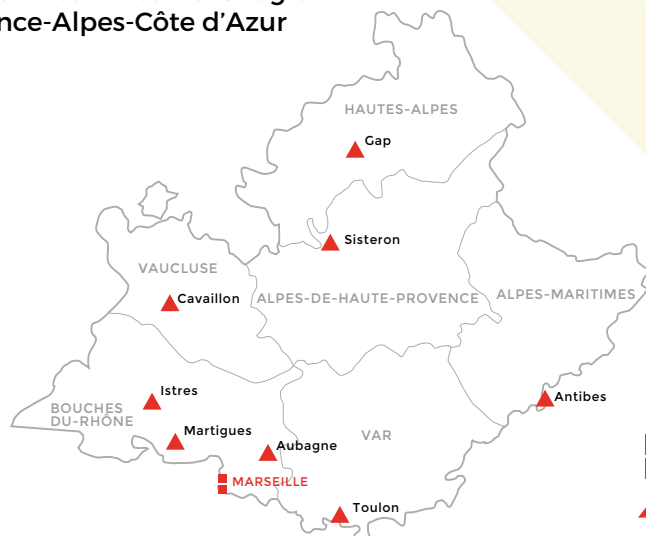 nce-Alpes-Côte d'Azur
HAUTES-ALPES
Gap
Sisteron
VAUCLUSE
Cavaillon
ALPES-DE-HAUTE-PROVENCE
ALPES-MARITIMES
Istres
Antibes
BOUCHES
DU-RHÔNE
Martigues
VAR
Aubagne
MARSEILLE
Toulon